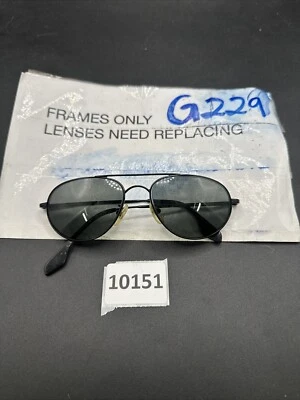 G229
FRAMES ONLY
LENSES NEED REPLACING
10151